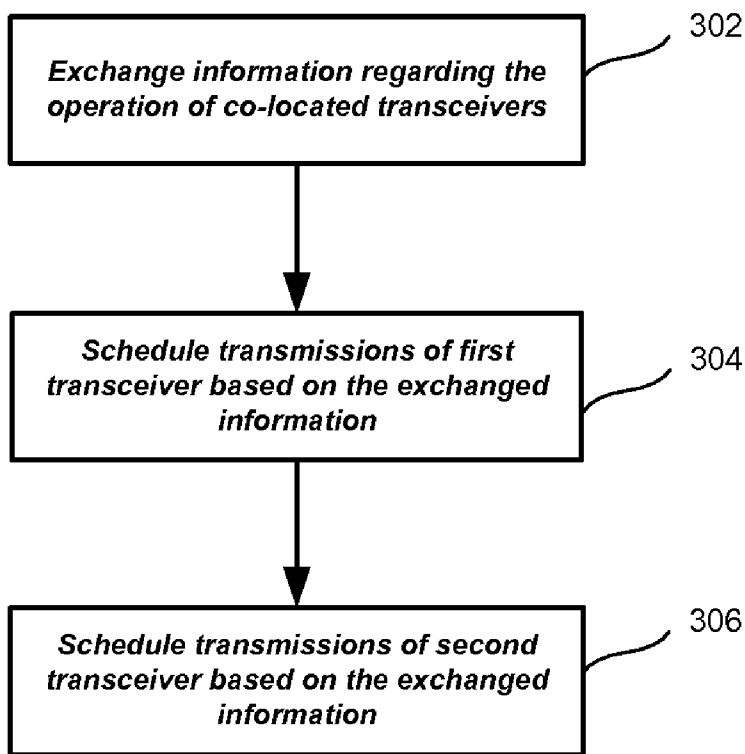 302
Exchange information regarding the
operation of co-located transceivers
304
Schedule transmissions of first
transceiver based on the exchanged
information
306
Schedule transmissions of second
transceiver based on the exchanged
information